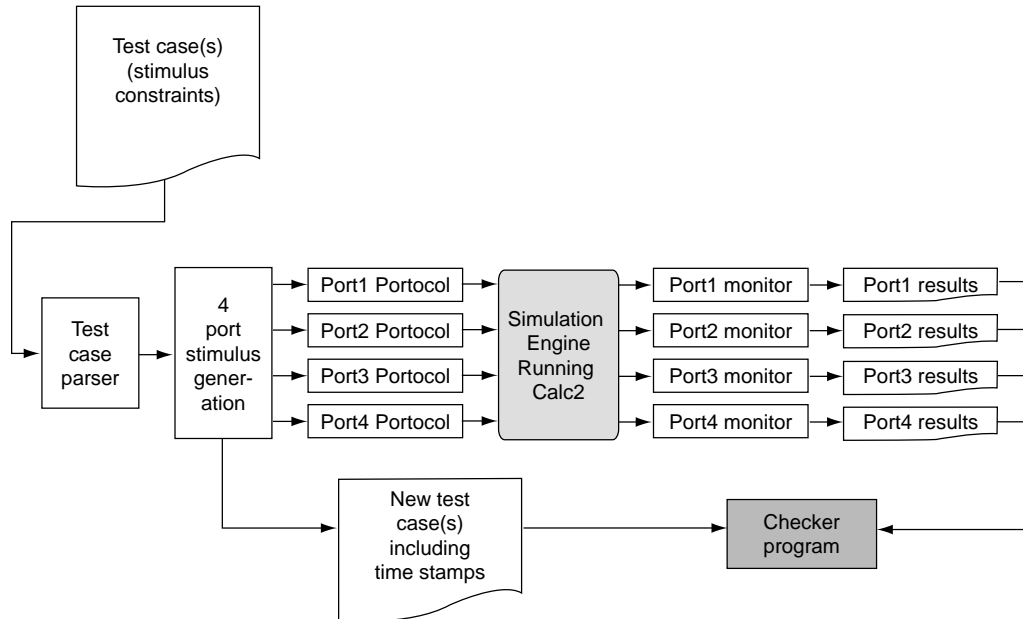 Test case(s)
(stimulus
constraints)
Test
case
parser
4
port
stimulus
gener-
ation
Port1 Portocol
Port2 Portocol
Port3 Portocol
Port4 Portocol
Simulation
Engine
Running
Calc2
Port1 monitor
Port2 monitor
Port3 monitor
Port4 monitor
Port1 results
Port2 results
Port3 results
Port4 results
New test
case(s)
including
time stamps
Checker
program